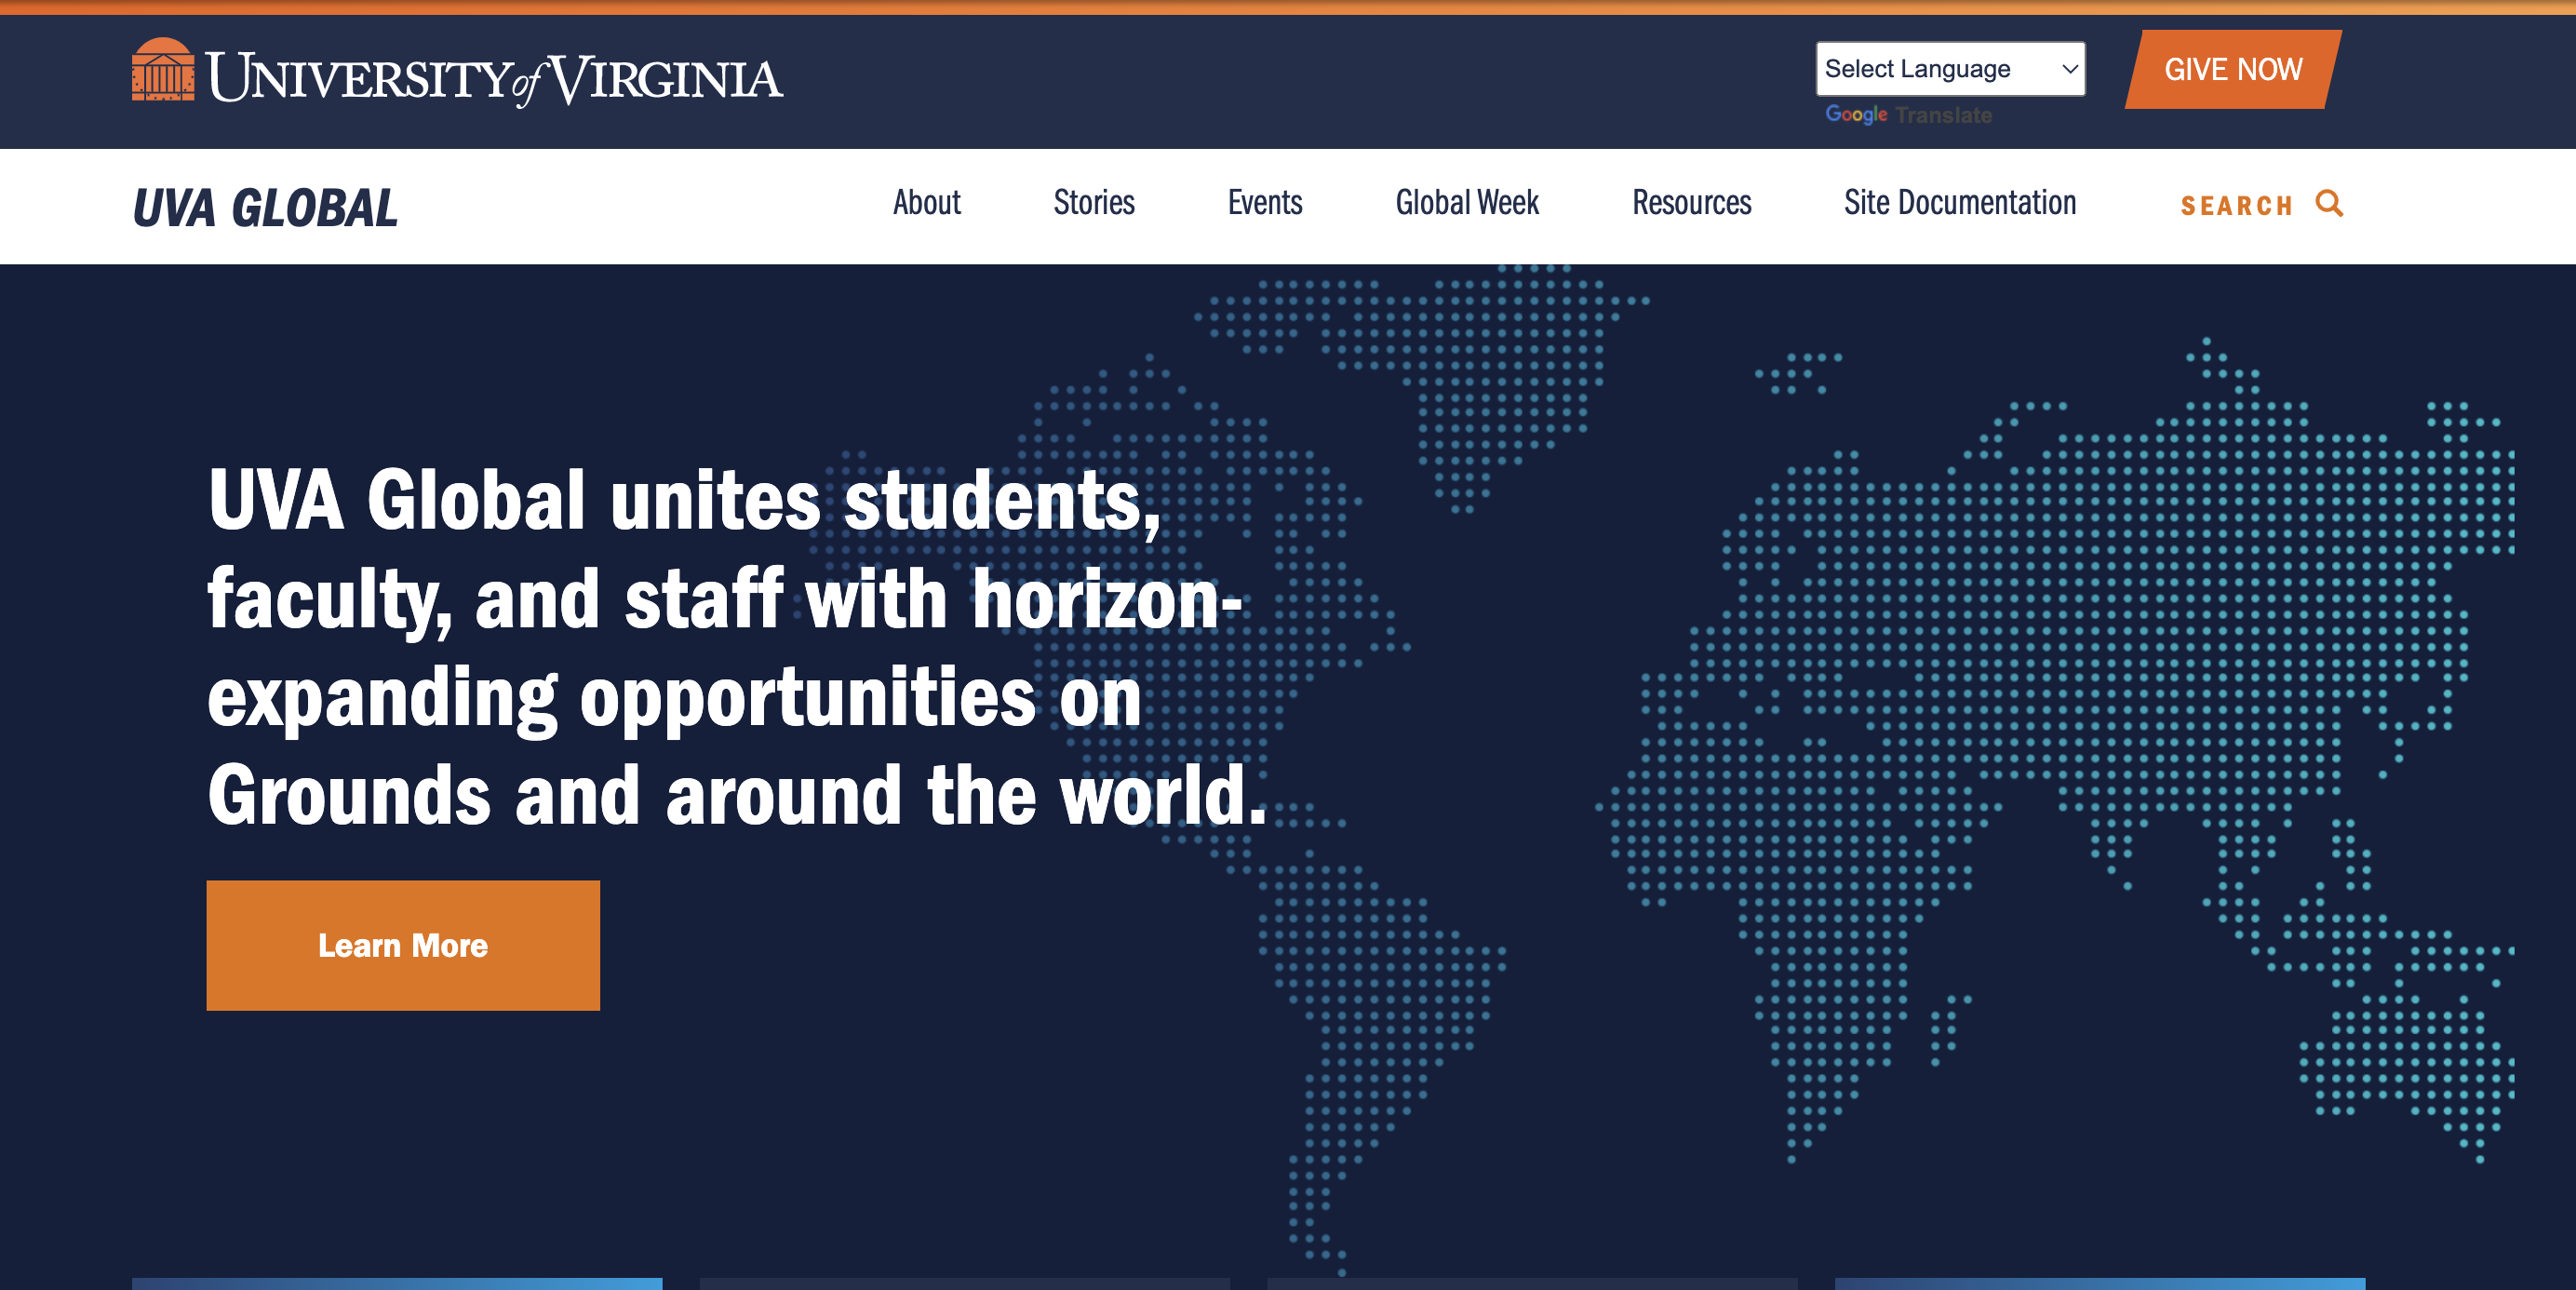 UNIVERSITY of VIRGINIA
Select Language
GIVE NOW
Google Translate
UVA GLOBAL
About
Stories
Events
Global Week
Resources
Site Documentation
SEARCH
UVA Global unites students,
faculty, and staff with horizon-
expanding opportunities on
Grounds and around the world.
Learn More